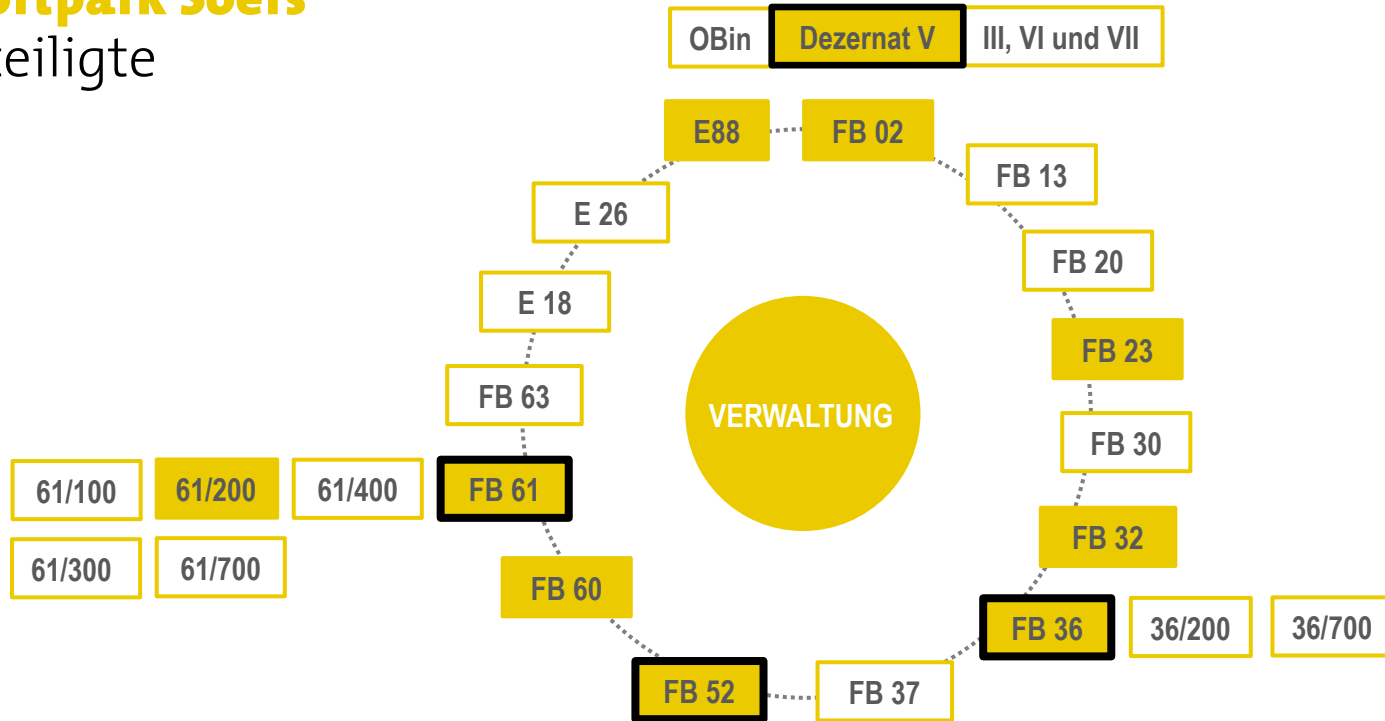 Soers
OBin Dezernat V III, VI und VII
E88 FB 02
FB 13
E 26
FB 20
E 18
FB 23
FB 63
VERWALTUNG
FB 30
61/100 61/200 61/400 FB 61
FB 32
61/300 61/700
FB 60
FB 36 36/200 36/700
FB 52 FB 37